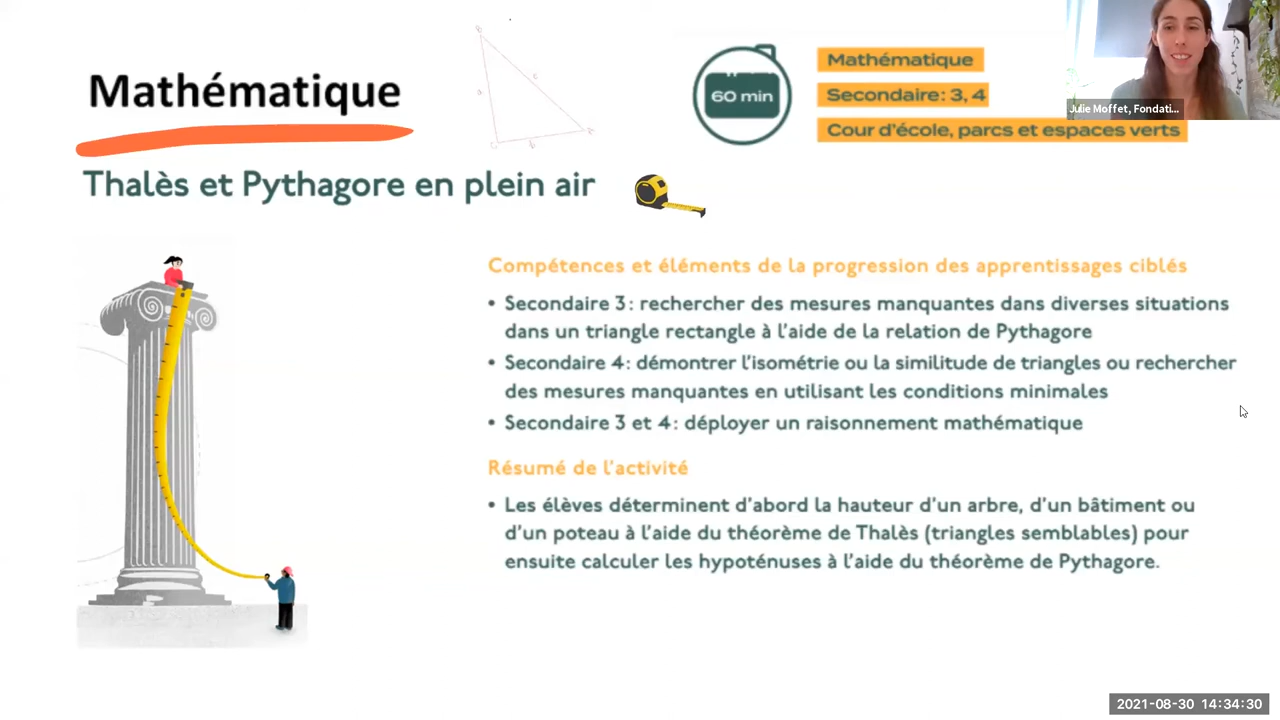 Mathématique
60 min
Mathématique
Secondaire: 3, 4
Cour d'école, parcs et espaces verts
Julie Moffet, Fondati...
Thalès et Pythagore en plein air
Compétences et éléments de la progression des apprentissages ciblés
• Secondaire 3: rechercher des mesures manquantes dans diverses situations
dans un triangle rectangle à l'aide de la relation de Pythagore
• Secondaire 4: démontrer l'isométrie ou la similitude de triangles ou rechercher
des mesures manquantes en utilisant les conditions minimales
• Secondaire 3 et 4: déployer un raisonnement mathématique
Résumé de l'activité
• Les élèves déterminent d'abord la hauteur d'un arbre, d'un bâtiment ou
d'un poteau à l'aide du théorème de Thalès (triangles semblables) pour
ensuite calculer les hypoténuses à l'aide du théorème de Pythagore.
2021-08-30 14:34:30